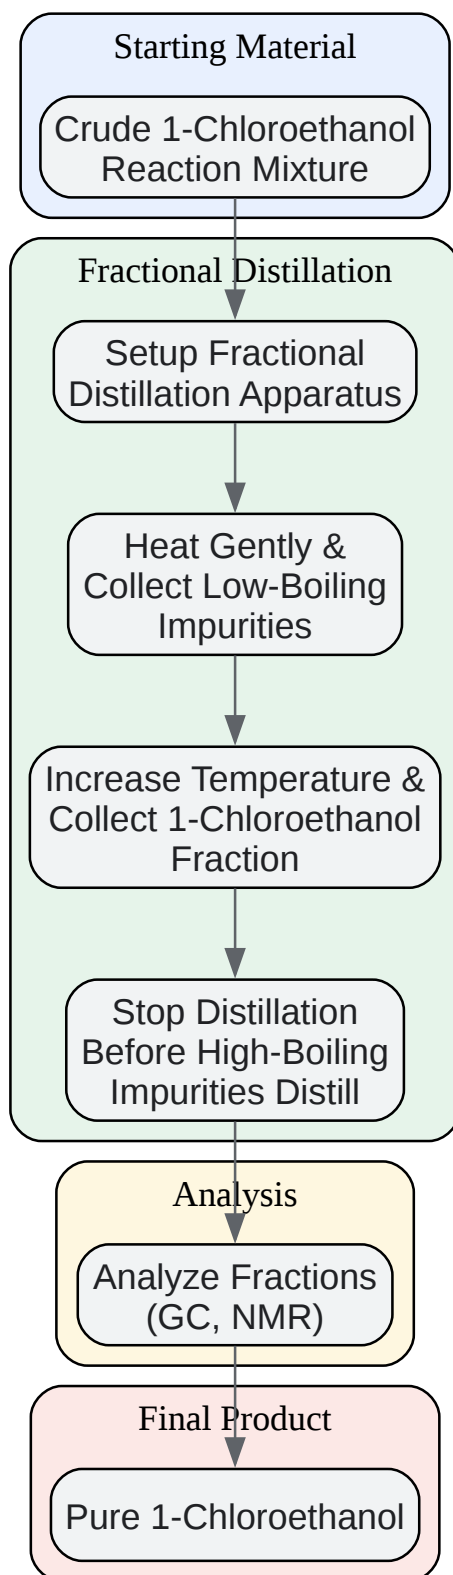 Starting Material
Crude 1-Chloroethanol
Reaction Mixture
Fractional Distillation
Setup Fractional
Distillation Apparatus
Heat Gently &
Collect Low-Boiling
Impurities
Increase Temperature &
Collect 1-Chloroethanol
Fraction
Stop Distillation
Before High-Boiling
Impurities Distill
Analysis
Analyze Fractions
(GC, NMR)
Final Product
Pure 1-Chloroethanol